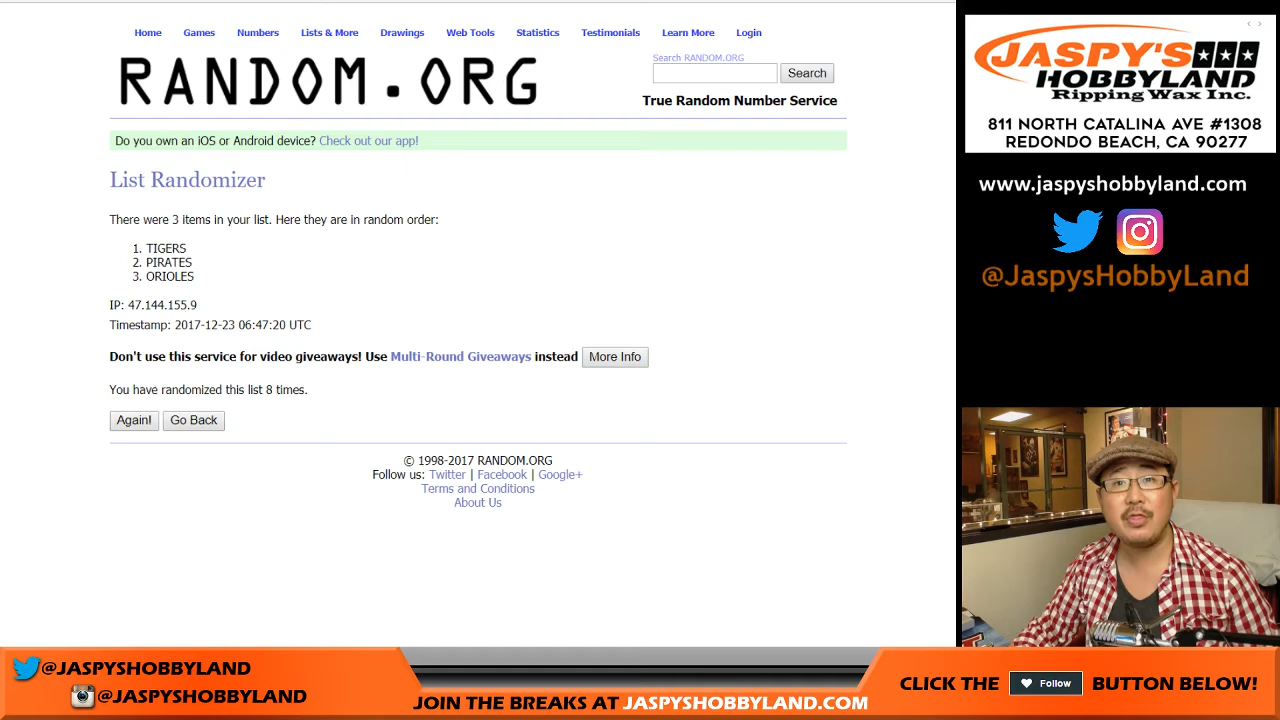 Home Games Numbers Lists & More Drawings Web Tools Statistics Testimonials Learn More Login
RANDOM.ORG
Search RANDOM.ORG
Search
True Random Number Service
Do you own an iOS or Android device? Check out our app!
List Randomizer
There were 3 items in your list. Here they are in random order:
1. TIGERS
2. PIRATES
3. ORIOLES
IP: 47.144.155.9
Timestamp: 2017-12-23 06:47:20 UTC
Don't use this service for video giveaways! Use Multi-Round Giveaways instead More Info
You have randomized this list 8 times.
Again! Go Back
© 1998-2017 RANDOM.ORG
Follow us: Twitter | Facebook | Google+
Terms and Conditions
About Us
JASPY'S
HOBBYLAND
Ripping Wax Inc.
811 NORTH CATALINA AVE #1308
REDONDO BEACH, CA 90277
www.jaspyshobbyland.com
@JaspysHobbyLand
@JASPYSHOBBYLAND
@JASPYSHOBBYLAND
JOIN THE BREAKS AT JASPYSHOBBYLAND.COM
CLICK THE Follow BUTTON BELOW!